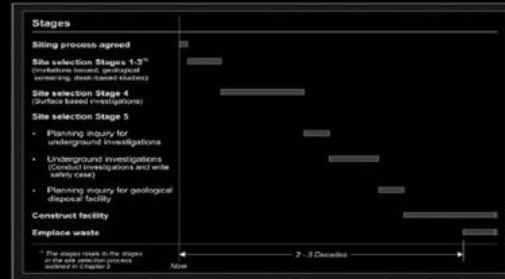 Stages
Siting process agreed
Site selection Stages 1-3
(Invitations issued, geological
screening, desk-based studies)
Site selection Stage 4
(Surface based investigations)
Site selection Stage 5
• Planning inquiry for
underground investigations
• Underground investigations
(Conduct investigations and write
safety case)
• Planning inquiry for geological
disposal facility
Construct facility
Emplace waste
The stages relate to the stages
in the site selection process
outlined in Chapter
Now
2 - 3 Decades